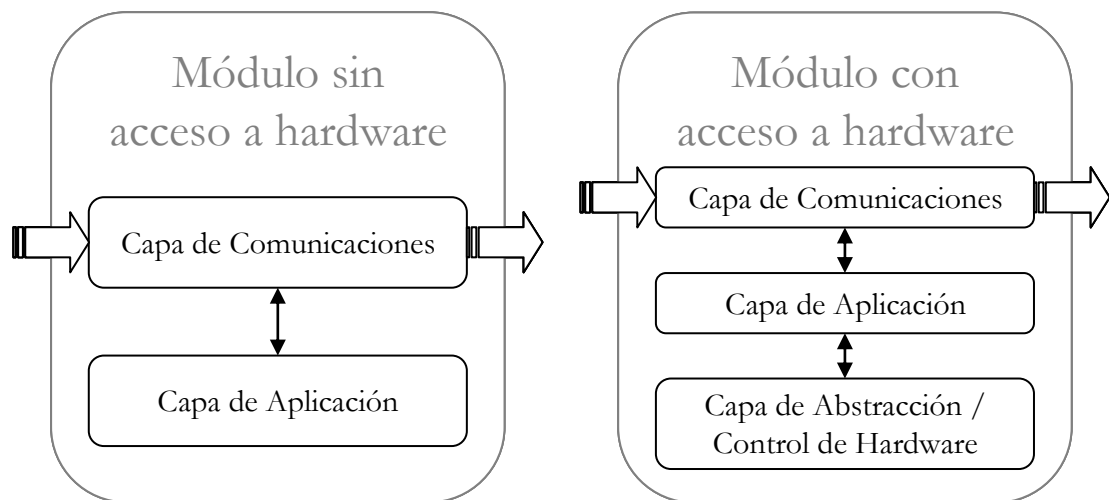 Módulo sin
acceso a hardware
Capa de Comunicaciones
Capa de Aplicación
Módulo con
acceso a hardware
Capa de Comunicaciones
Capa de Aplicación
Capa de Abstracción /
Control de Hardware